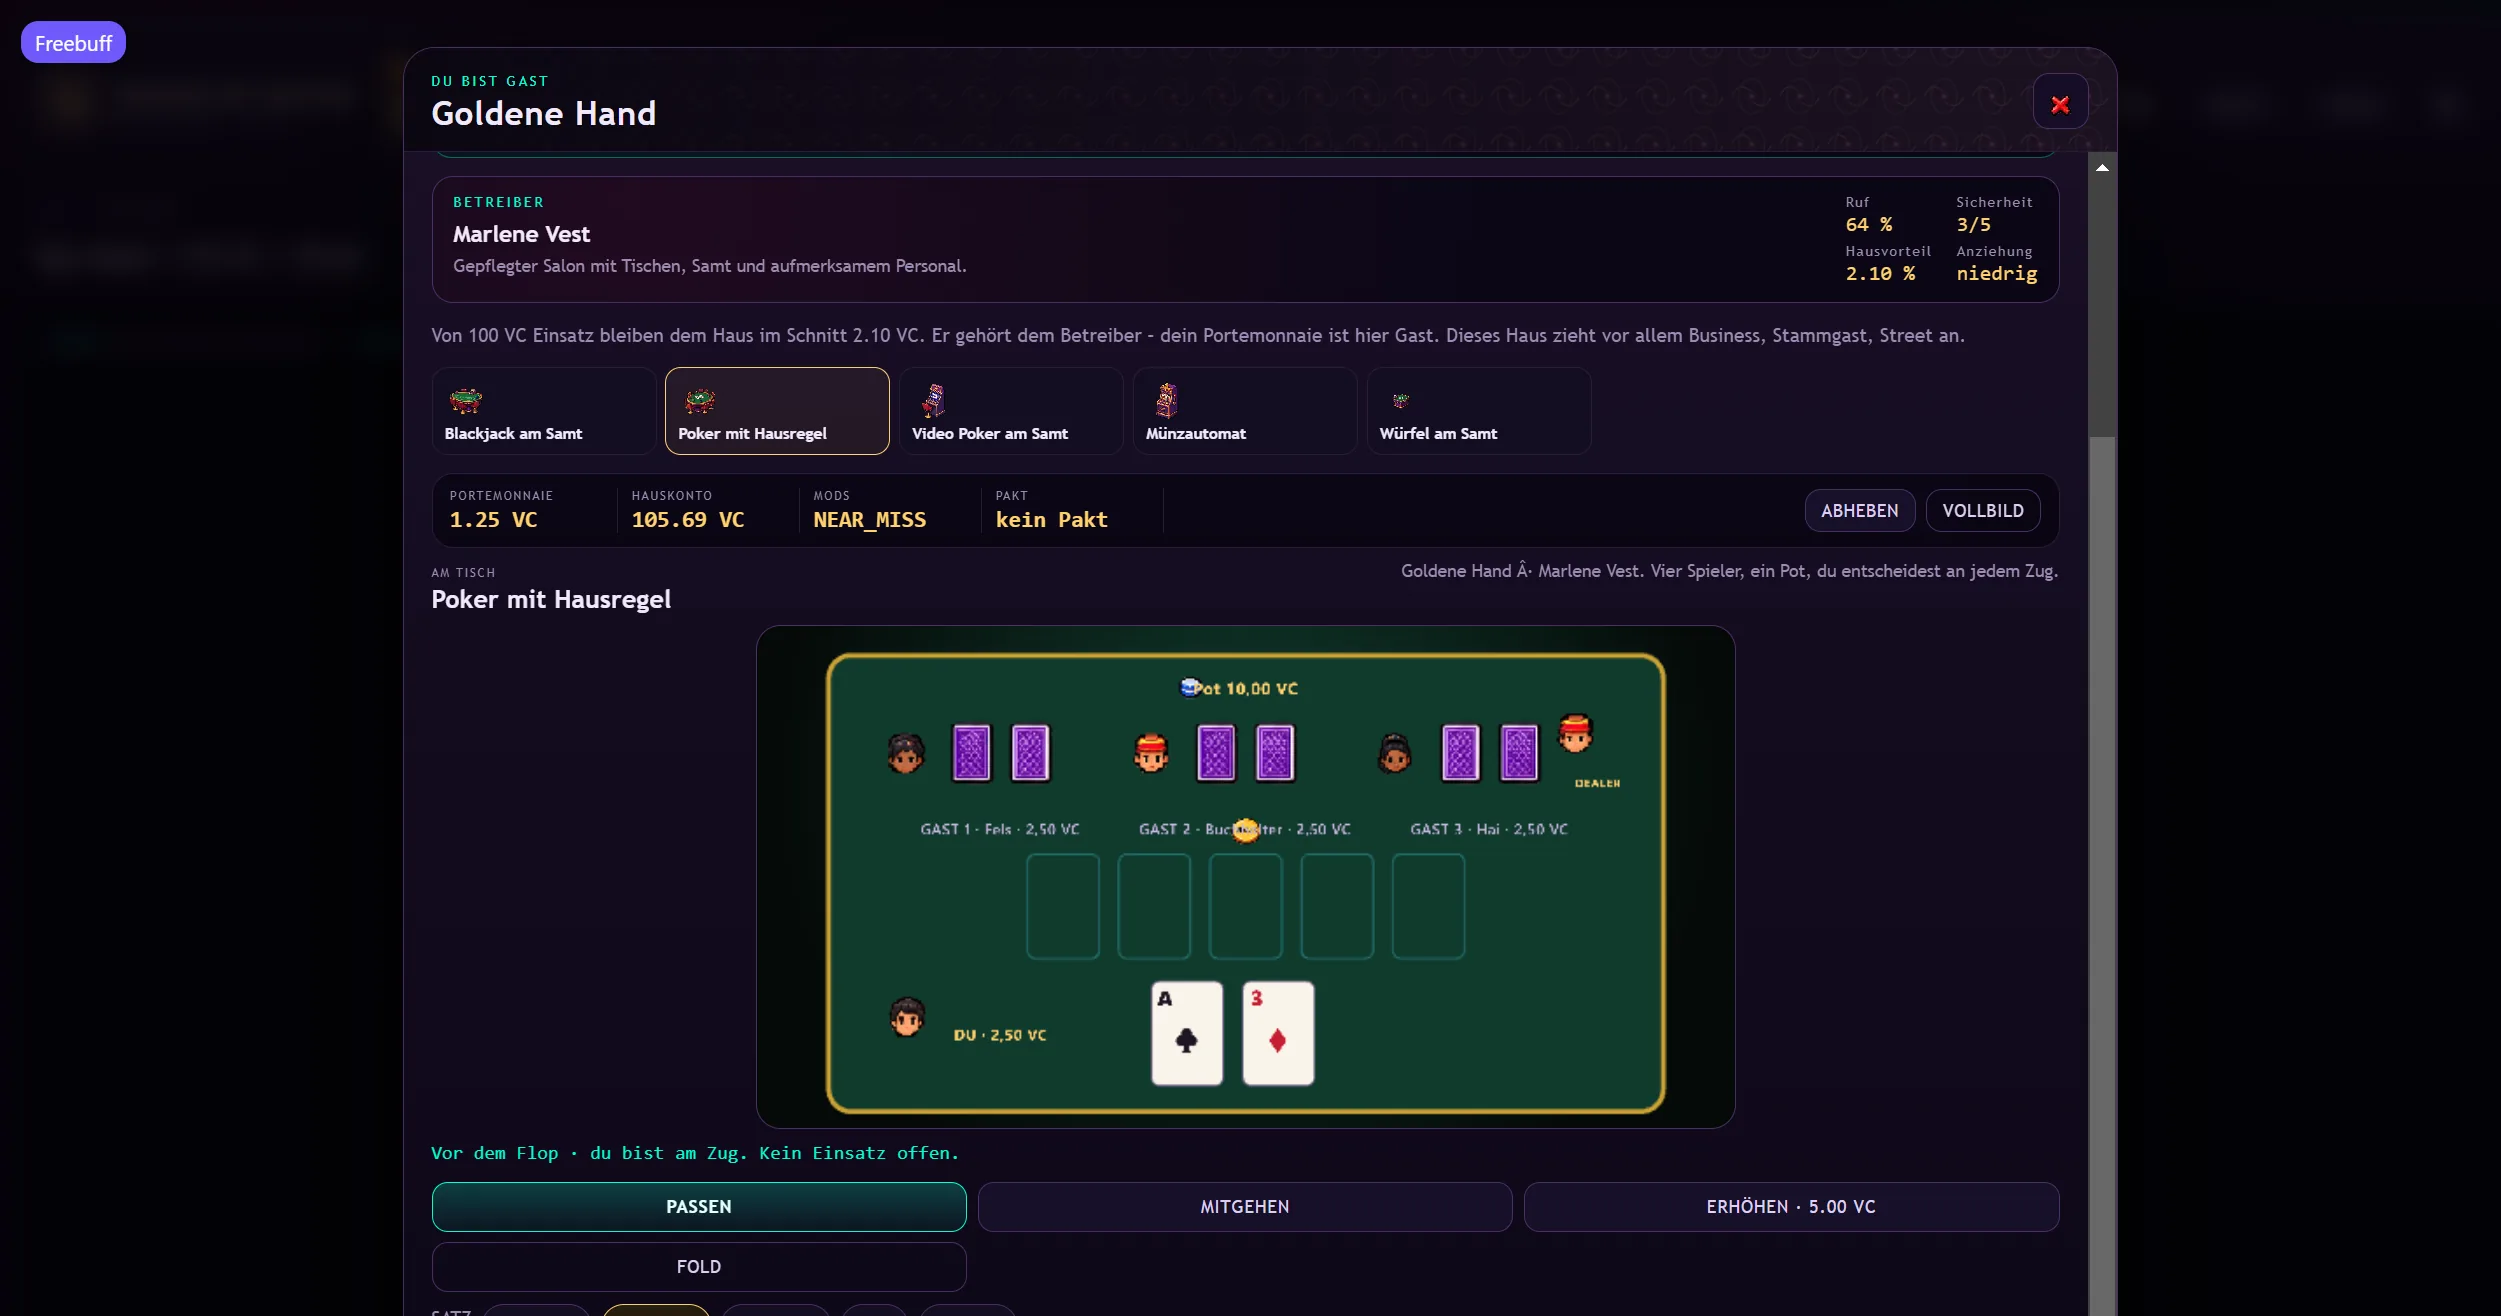 Freebuff
DU BIST GAST
Goldene Hand
BETREIBER
Marlene Vest
Gepflegter Salon mit Tischen, Samt und aufmerksamem Personal.
Ruf
64 %
Sicherheit
3/5
Hausvorteil
2.10 %
Anziehung
niedrig
Von 100 VC Einsatz bleiben dem Haus im Schnitt 2.10 VC. Er gehört dem Betreiber - dein Portemonnaie ist hier Gast. Dieses Haus zieht vor allem Business, Stammgast, Street an.
Blackjack am Samt
Poker mit Hausregel
Video Poker am Samt
Münzautomat
Würfel am Samt
PORTEMONNAIE
1.25 VC
HAUSKONTO
105.69 VC
MODS
NEAR_MISS
PAKT
kein Pakt
ABHEBEN
VOLLBILD
AM TISCH
Poker mit Hausregel
Goldene Hand Â· Marlene Vest. Vier Spieler, ein Pot, du entscheidest an jedem Zug.
Pot 10,00 VC
DEALER
GAST 1 · Fels · 2,50 VC
GAST 2 · · 2,50 VC
GAST 3 · Hai · 2,50 VC
A
3
DU · 2,50 VC
Vor dem Flop · du bist am Zug. Kein Einsatz offen.
PASSEN
MITGEHEN
ERHÖHEN · 5.00 VC
FOLD